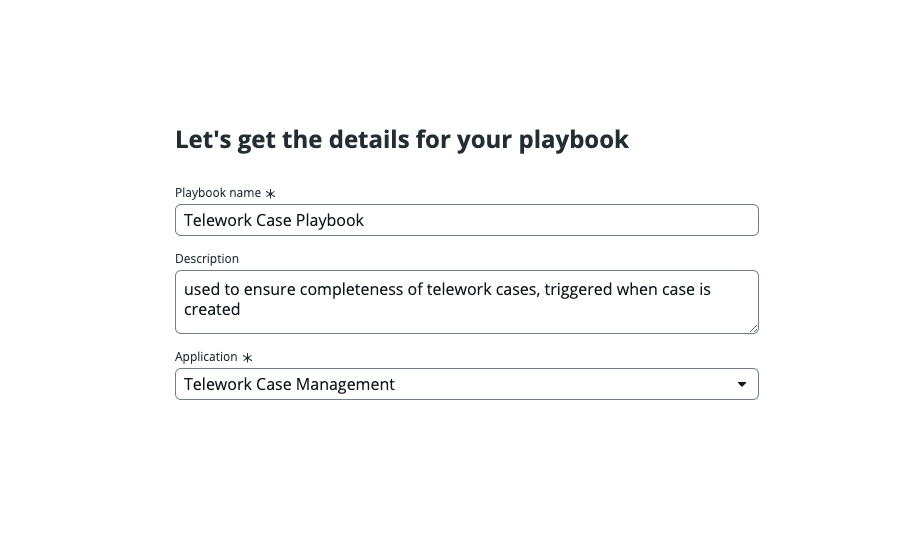 Let's get the details for your playbook
Playbook name *
Telework Case Playbook
Description
used to ensure completeness of telework cases, triggered when case is
created
Application *
Telework Case Management